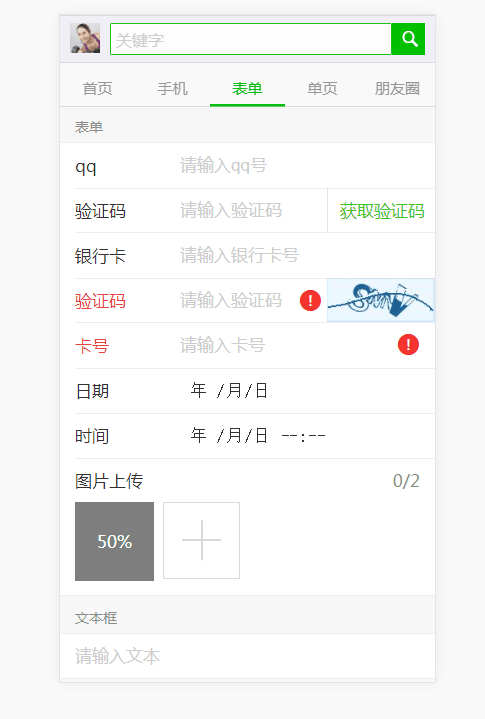 关键字
首页 手机 表单 单页 朋友圈
表单
qq 请输入qq号
验证码 请输入验证码 获取验证码
银行卡 请输入银行卡号
验证码 请输入验证码 !
卡号 请输入卡号 !
日期 年 /月/日
时间 年 /月/日 --:--
图片上传 0/2
50%
文本框
请输入文本